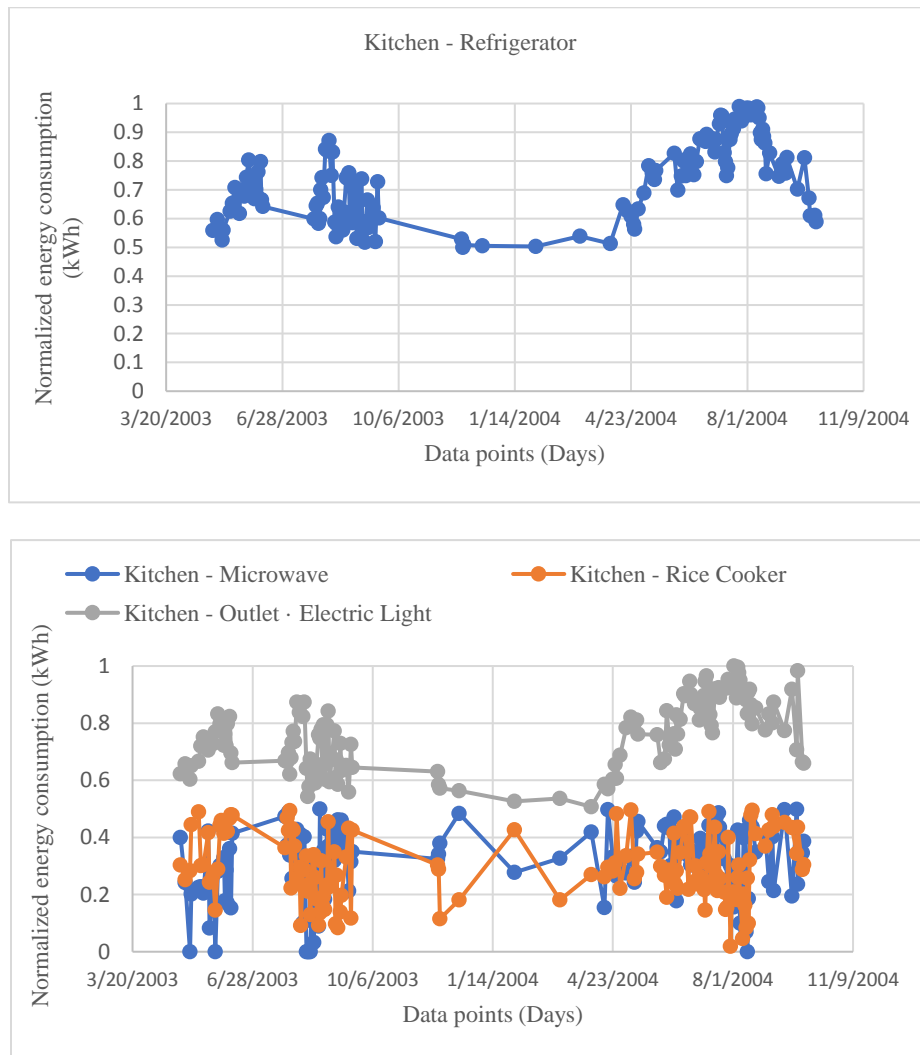 Kitchen - Refrigerator
Normalized energy consumption
(kWh)
1
0.9
0.8
0.7
0.6
0.5
0.4
0.3
0.2
0.1
0
3/20/2003 6/28/2003 10/6/2003 1/14/2004 4/23/2004 8/1/2004 11/9/2004
Data points (Days)
Kitchen - Microwave Kitchen - Rice Cooker
Kitchen - Outlet · Electric Light
Normalized energy consumption (kWh)
1
0.8
0.6
0.4
0.2
0
3/20/2003 6/28/2003 10/6/2003 1/14/2004 4/23/2004 8/1/2004 11/9/2004
Data points (Days)